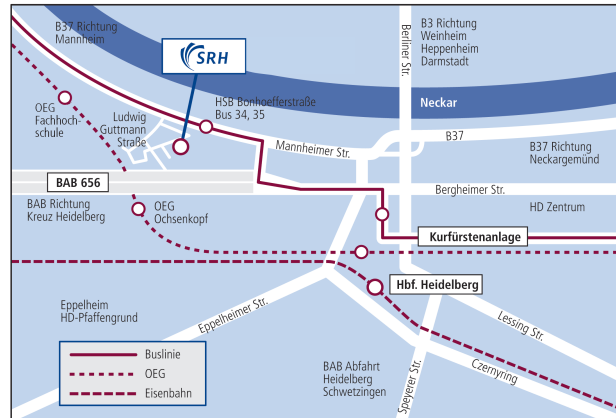 B37 Richtung
Mannheim
SRH
Berliner Str.
B3 Richtung
Weinheim
Heppenheim
Darmstadt
OEG
Fachhoch-
schule
Ludwig
Guttmann
Straße
HSB Bonhoefferstraße
Bus 34, 35
Neckar
Mannheimer Str.
B37
B37 Richtung
Neckargemünd
BAB 656
Bergheimer Str.
BAB Richtung
Kreuz Heidelberg
OEG
Ochsenkopf
HD Zentrum
Kurfürstenanlage
Hbf. Heidelberg
Eppelheim
HD-Pfaffengrund
Eppelheimer Str.
Lessing Str.
Buslinie
OEG
Eisenbahn
BAB Abfahrt
Heidelberg
Schwetzingen
Speyerer Str.
Czernyring